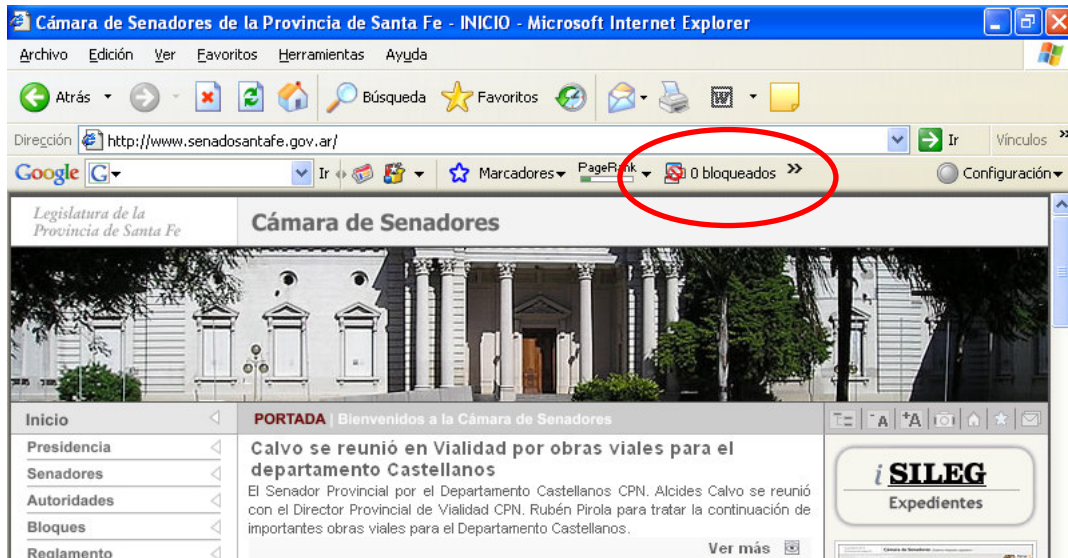 Cámara de Senadores de la Provincia de Santa Fe - INICIO - Microsoft Internet Explorer
Archivo Edición Ver Favoritos Herramientas Ayuda
Atrás Búsqueda Favoritos
Dirección http://www.senadosantafe.gov.ar/ Ir Vínculos »
Google G Ir Marcadores PageRank 0 bloqueados » Configuración
Legislatura de la
Provincia de Santa Fe
Cámara de Senadores
Inicio
Presidencia
Senadores
Autoridades
Bloques
Reglamento
PORTADA | Bienvenidos a la Cámara de Senadores
Calvo se reunió en Vialidad por obras viales para el
departamento Castellanos
El Senador Provincial por el Departamento Castellanos CPN. Alcides Calvo se reunió
con el Director Provincial de Vialidad CPN. Rubén Pirola para tratar la continuación de
importantes obras viales para el Departamento Castellanos.
Ver más
-A +A
i SILEG
Expedientes